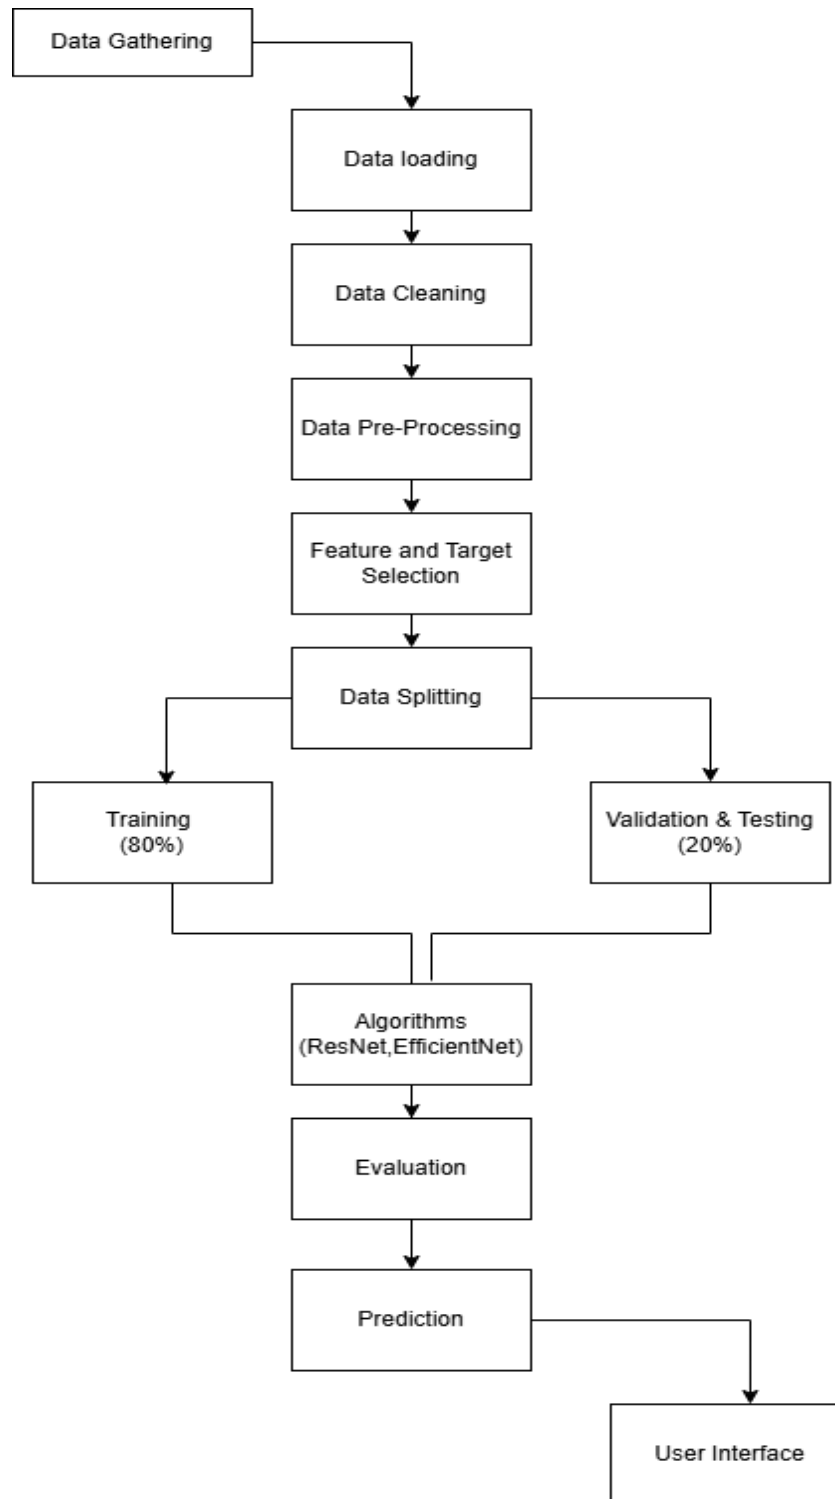 Data Gathering
Data loading
Data Cleaning
Data Pre-Processing
Feature and Target
Selection
Data Splitting
Training
(80%)
Validation & Testing
(20%)
Algorithms
(ResNet,EfficientNet)
Evaluation
Prediction
User Interface